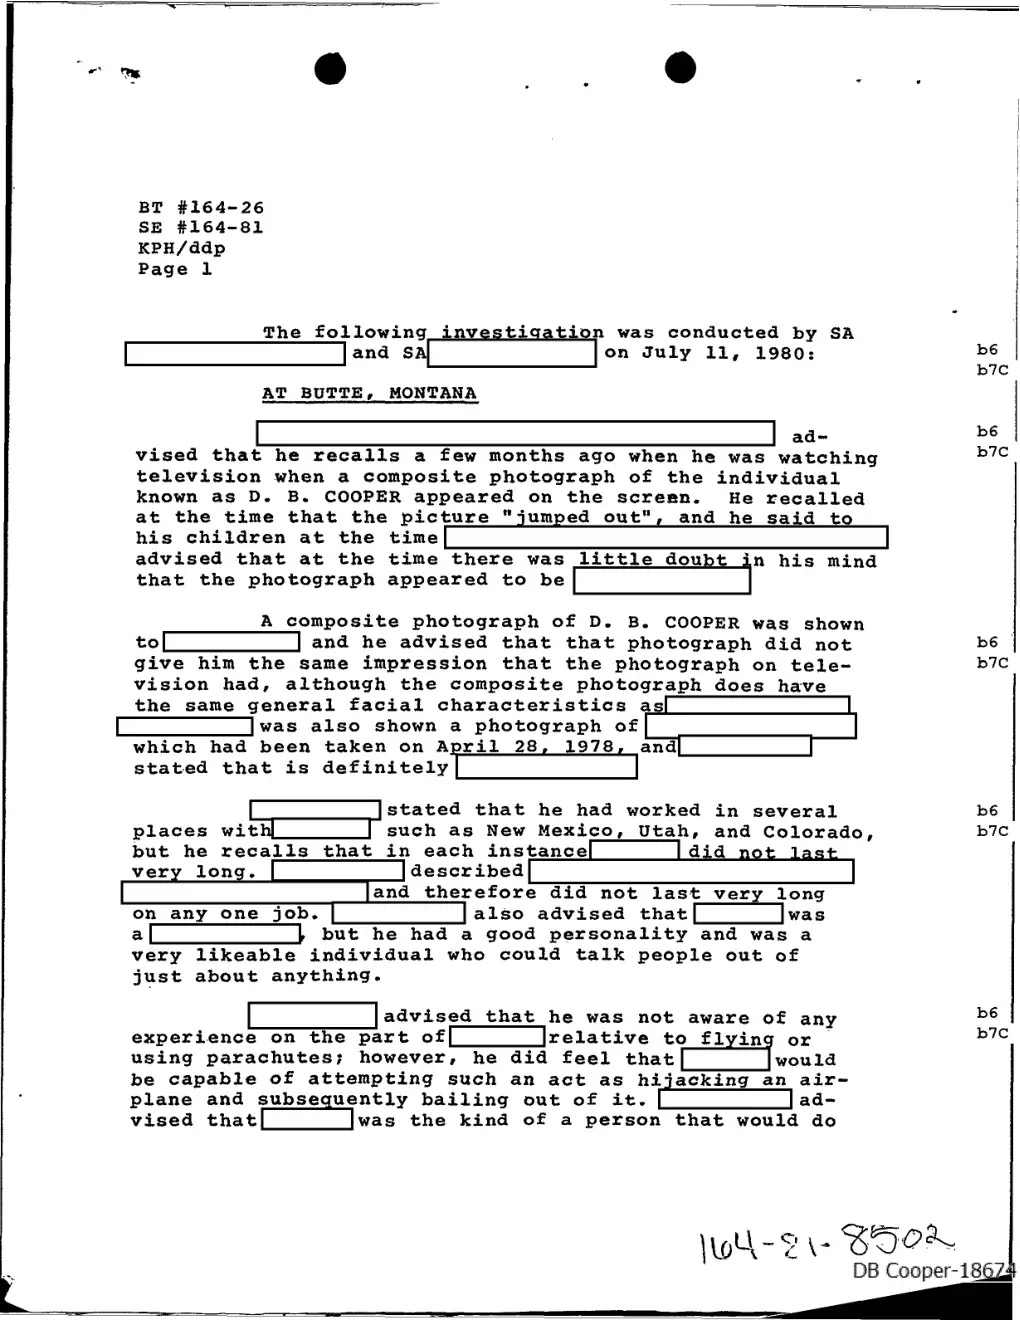 BT #164-26
SE #164-81
KPH/ddp
Page 1
The following investigation was conducted by SA
and SA on July 11, 1980:
b6
b7C
AT BUTTE, MONTANA
ad-
b6
vised that he recalls a few months ago when he was watching
b7C
television when a composite photograph of the individual
known as D. B. COOPER appeared on the screen. He recalled
at the time that the picture "jumped out", and he said to
his children at the time
advised that at the time there was little doubt in his mind
that the photograph appeared to be
A composite photograph of D. B. COOPER was shown
to and he advised that that photograph did not
b6
give him the same impression that the photograph on tele-
b7C
vision had, although the composite photograph does have
the same general facial characteristics as
was also shown a photograph of
which had been taken on April 28, 1978, and
stated that is definitely
stated that he had worked in several
b6
places with such as New Mexico, Utah, and Colorado,
b7C
but he recalls that in each instance did not last
very long. described
and therefore did not last very long
on any one job. also advised that was
a , but he had a good personality and was a
very likeable individual who could talk people out of
just about anything.
advised that he was not aware of any
b6
experience on the part of relative to flying or
b7C
using parachutes; however, he did feel that would
be capable of attempting such an act as hijacking an air-
plane and subsequently bailing out of it. ad-
vised that was the kind of a person that would do
164-81-8502
DB Cooper-18674